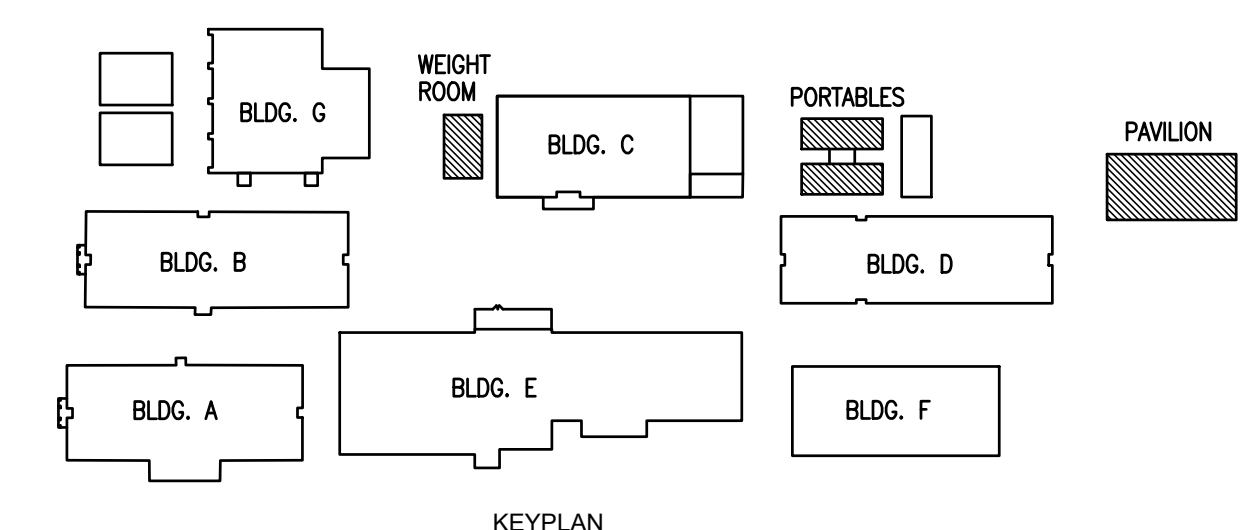 WEIGHT
ROOM
BLDG. G
PORTABLES
BLDG. C
PAVILION
BLDG. B
BLDG. D
BLDG. E
BLDG. A
BLDG. F
KEYPLAN